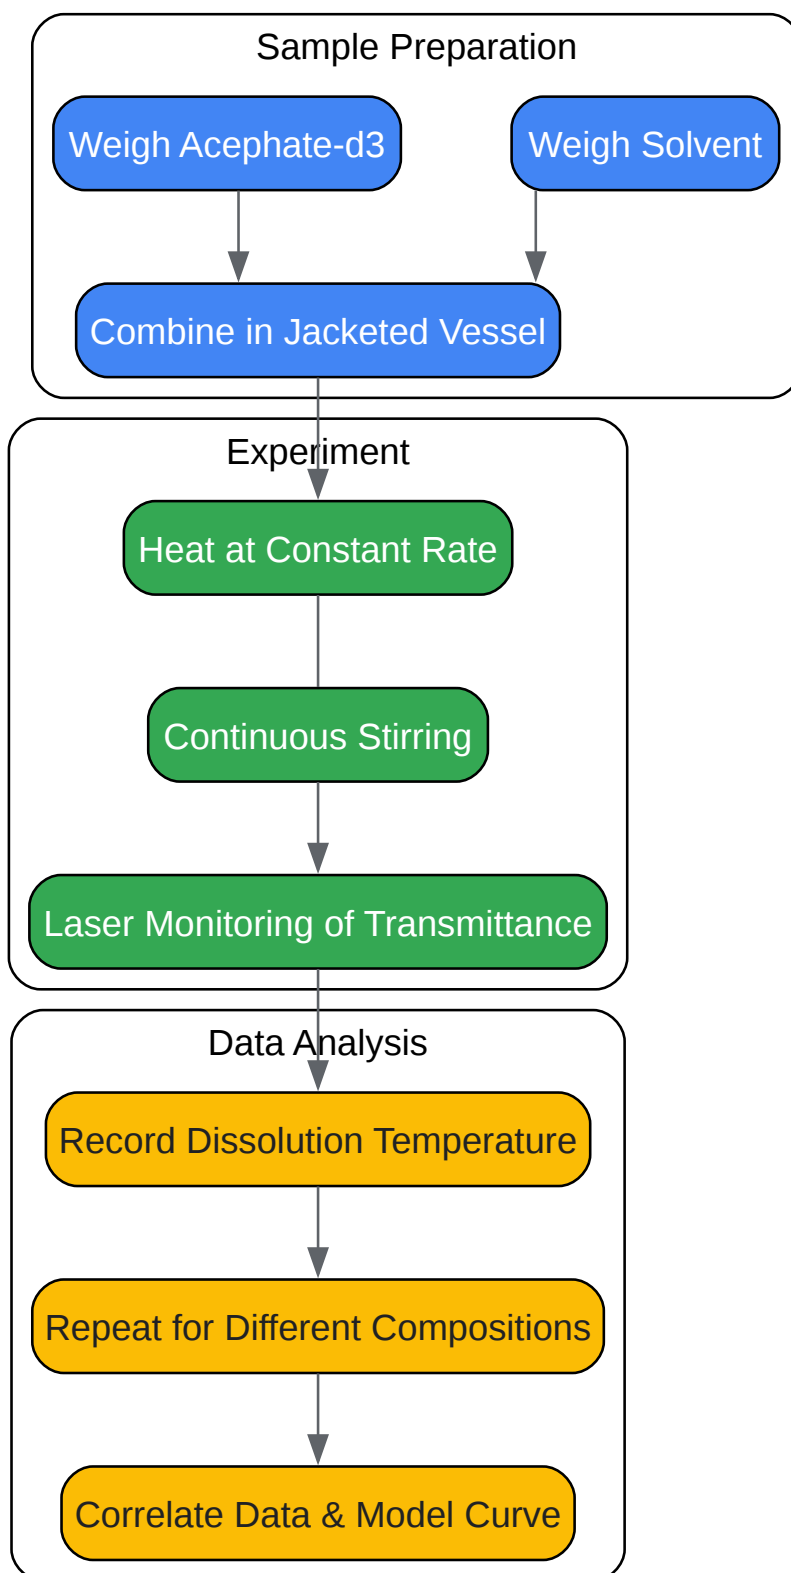 Sample Preparation
Weigh Acephate-d3
Weigh Solvent
Combine in Jacketed Vessel
Experiment
Heat at Constant Rate
Continuous Stirring
Laser Monitoring of Transmittance
Data Analysis
Record Dissolution Temperature
Repeat for Different Compositions
Correlate Data & Model Curve